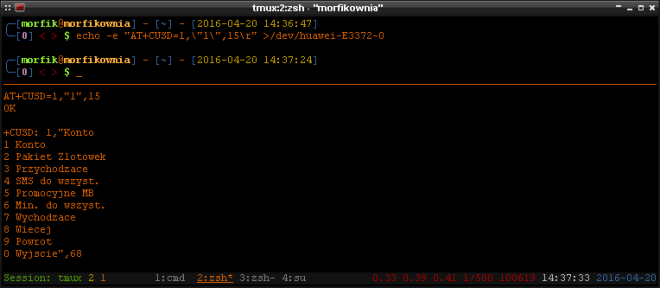 tmux:2:zsh - "morfikownia"
[morfik@morfikownia] - [~] - [2016-04-20 14:36:47]
[0] < > $ echo -e "AT+CUSD=1,\"1\",15\r" >/dev/huawei-E3372-0
[morfik@morfikownia] - [~] - [2016-04-20 14:37:24]
[0] < > $ _
AT+CUSD=1,"1",15
OK
+CUSD: 1,"Konto
1 Konto
2 Pakiet Zlotowek
3 Przychodzace
4 SMS do wszyst.
5 Promocyjne MB
6 Min. do wszyst.
7 Wychodzace
8 Wiecej
9 Powrot
0 Wyjscie",68
Session: tmux 2 1 1:cmd 2:zsh* 3:zsh- 4:su 0.33 0.39 0.41 1/500 100619 14:37:33 2016-04-20